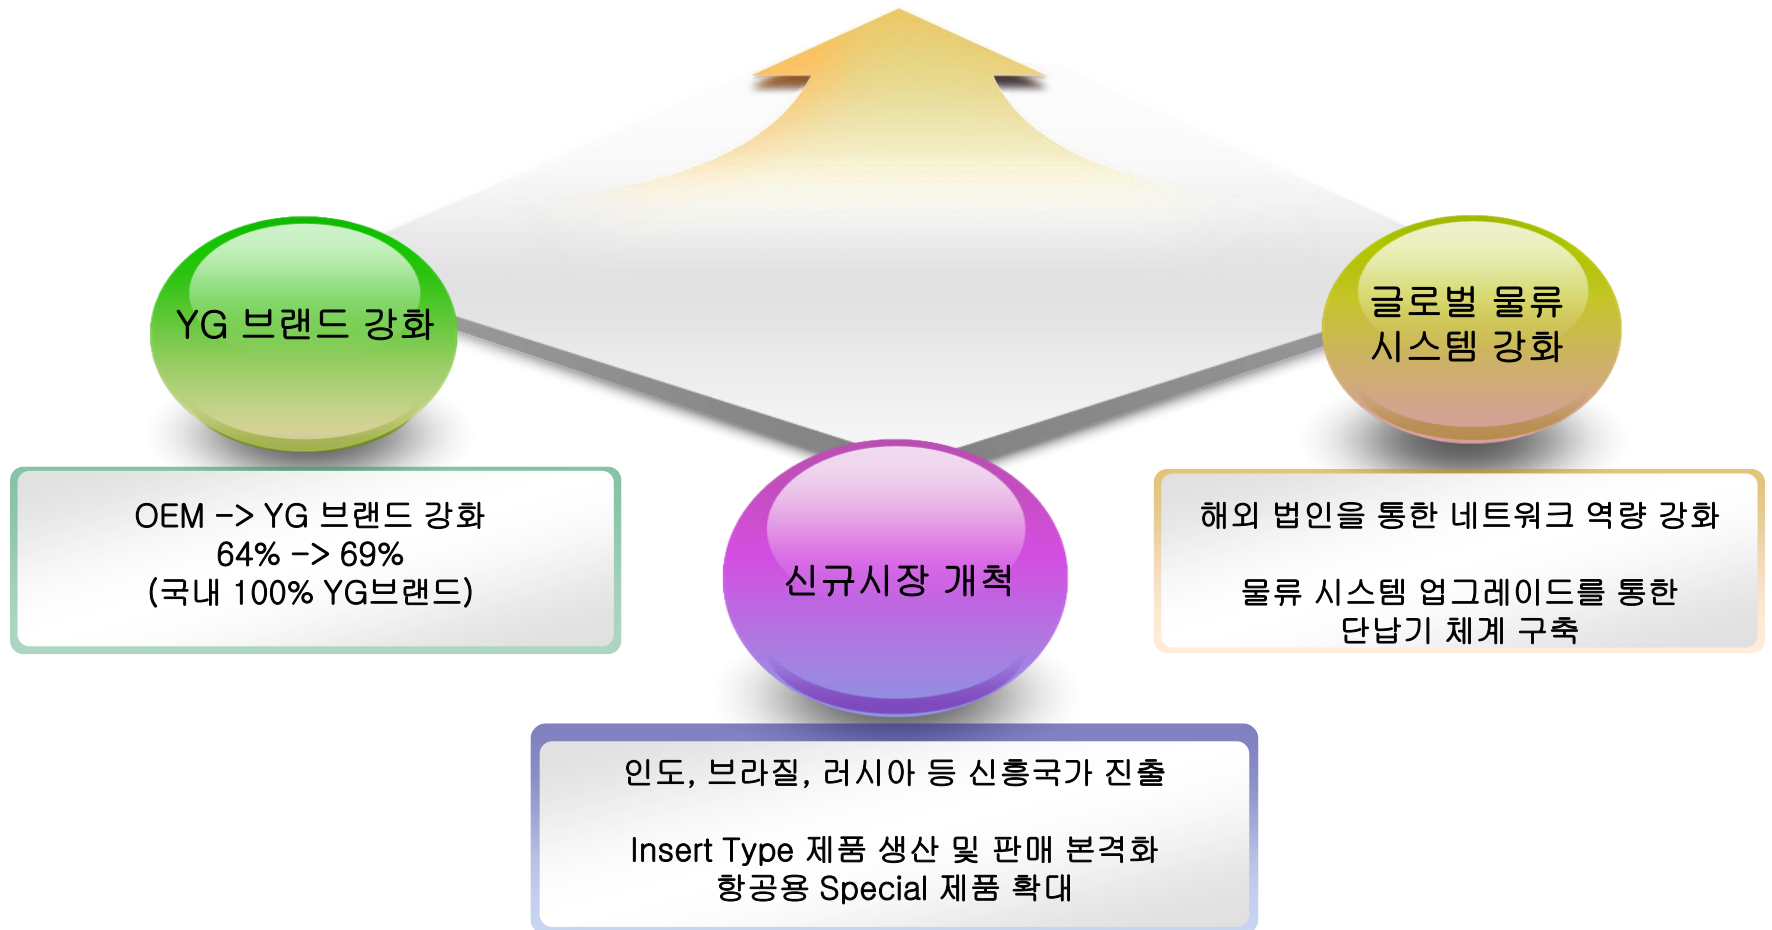 YG 브랜드 강화
글로벌 물류
시스템 강화
OEM -> YG 브랜드 강화
64% -> 69%
(국내 100% YG브랜드)
신규시장 개척
해외 법인을 통한 네트워크 역량 강화
물류 시스템 업그레이드를 통한
단납기 체계 구축
인도, 브라질, 러시아 등 신흥국가 진출
Insert Type 제품 생산 및 판매 본격화
항공용 Special 제품 확대